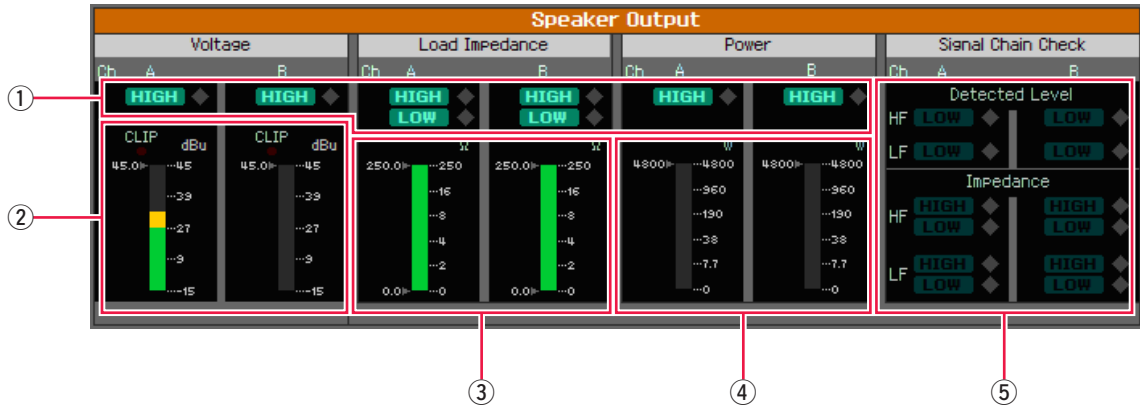 Speaker Output
Voltage Load Impedance Power Signal Chain Check
Ch A B Ch A B Ch A B Ch A B
① HIGH HIGH HIGH HIGH HIGH HIGH Detected Level
LOW LOW HF LOW LOW
② CLIP dBu CLIP dBu Ω Ω W W LF LOW LOW
45.0 45 45.0 45 250.0 250 250.0 250 4800 4800 4800 4800
Impedance
39 39 16 16 960 960 HF HIGH HIGH
27 27 8 8 190 190 LOW LOW
9 9 4 4 38 38
2 2 7.7 7.7 LF HIGH HIGH
-15 -15 0.0 0 0.0 0 0 0 LOW LOW
③ ④ ⑤